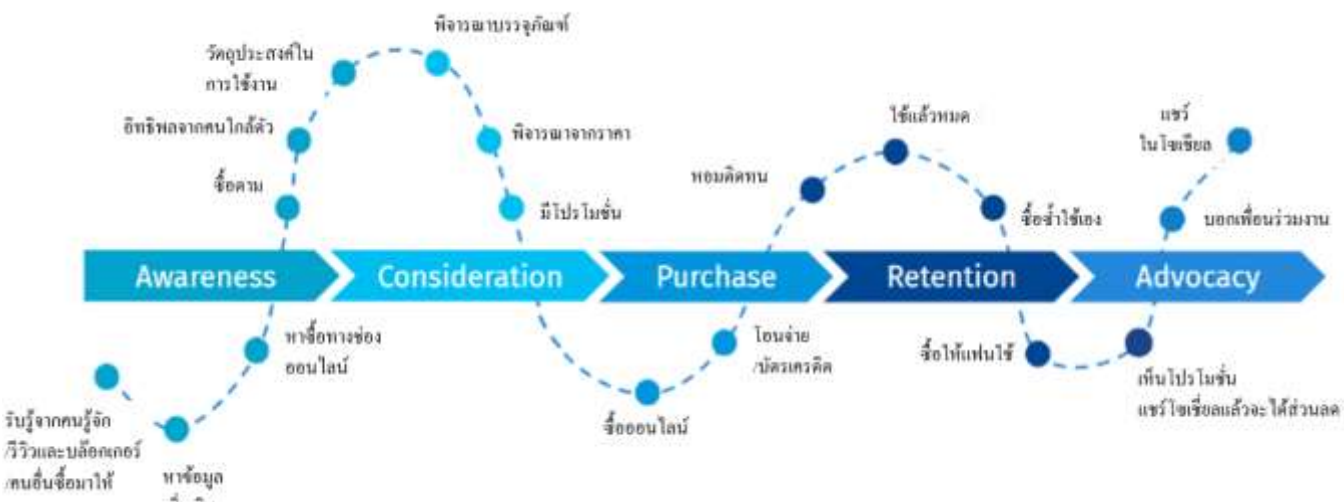 พิจารณาบรรจุภัณฑ์
วัตถุประสงค์ใน
การใช้งาน
อิทธิพลจากคนใกล้ตัว
ซื้อตาม
พิจารณาจากราคา
มีโปรโมชั่น
หอมติดทน
ใช้แล้วหมด
ซื้อซ้ำใช้เอง
แชร์
ในโซเชียล
บอกเพื่อนร่วมงาน
Awareness
Consideration
Purchase
Retention
Advocacy
หาซื้อทางช่อง
ออนไลน์
รับรู้จากคนรู้จัก
/รีวิวและบล๊อกเกอร์
/คนอื่นซื้อมาให้
หาข้อมูล
ซื้อออนไลน์
โอนจ่าย
/บัตรเครดิต
ซื้อให้แฟนใช้
เห็นโปรโมชั่น
แชร์โซเชี่ยลแล้วจะได้ส่วนลด